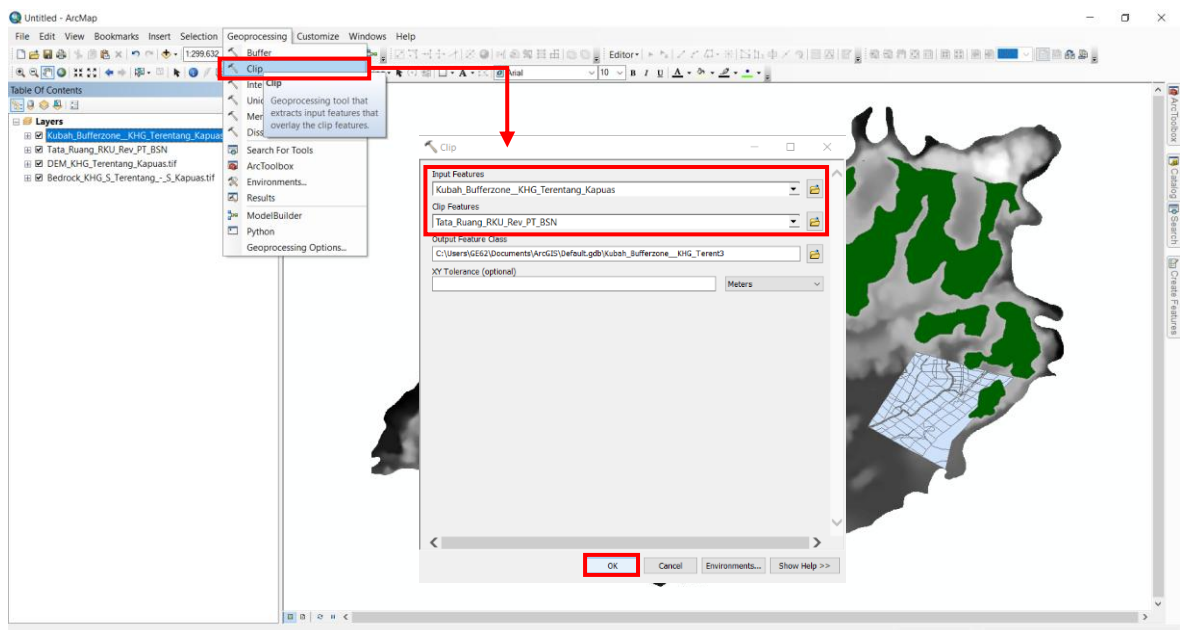 Untitled - ArcMap
File Edit View Bookmarks Insert Selection Geoprocessing Customize Windows Help
1:299.632
Editor
Arial
10
B I U A
Table Of Contents
Layers
Kubah_Bufferzone__KHG_Terentang_Kapuas
Tata_Ruang_RKU_Rev_PT_BSN
DEM_KHG_Terentang_Kapuas.tif
Bedrock_KHG_S_Terentang_-_S_Kapuas.tif
Buffer
Clip
Inte
Unic
Mer
Diss
Search For Tools
ArcToolbox
Environments...
Results
ModelBuilder
Python
Geoprocessing Options...
Clip
Geoprocessing tool that
extracts input features that
overlay the clip features.
Clip
Input Features
Kubah_Bufferzone__KHG_Terentang_Kapuas
Clip Features
Tata_Ruang_RKU_Rev_PT_BSN
Output Feature Class
C:\Users\GE62\Documents\ArcGIS\Default.gdb\Kubah_Bufferzone__KHG_Terent3
XY Tolerance (optional)
Meters
OK Cancel Environments... Show Help >>
ArcToolbox
Catalog
Search
Create Features